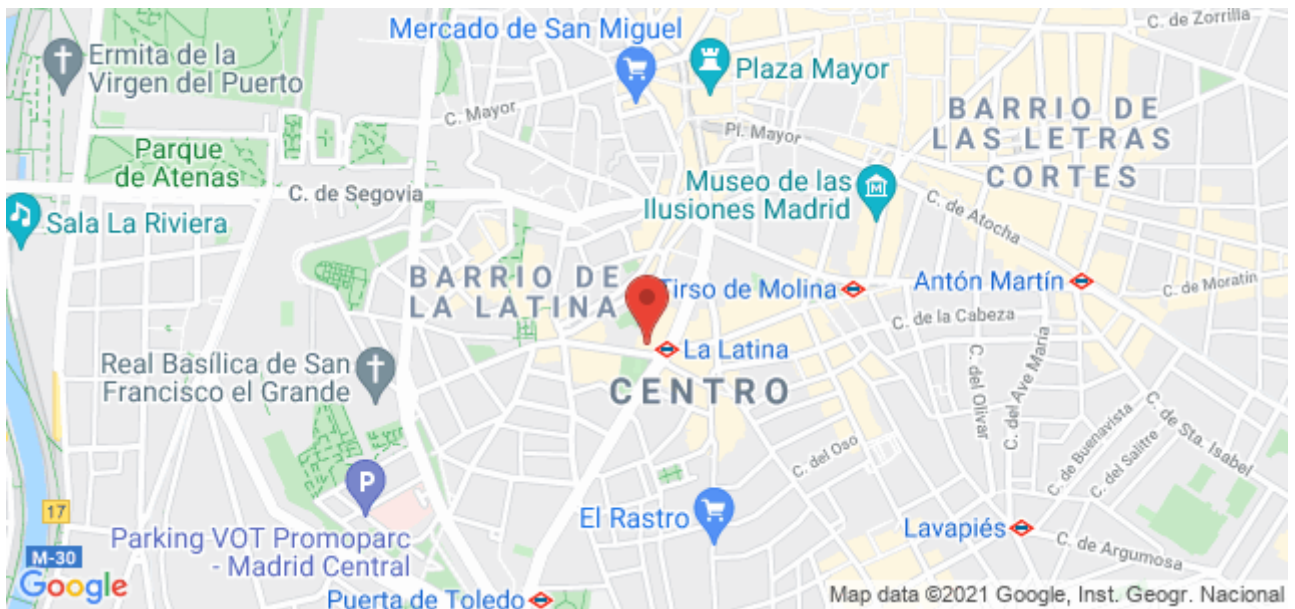 C. de Zorrilla
Mercado de San Miguel
Ermita de la
Virgen del Puerto
Plaza Mayor
C. Mayor
Pl. Mayor
BARRIO DE
LAS LETRAS
CORTES
Parque
de Atenas
C. de Segovia
Museo de las
Ilusiones Madrid
C. de Atocha
Sala La Riviera
BARRIO DE
LA LATINA
Tirso de Molina
Antón Martín
C. de Moratín
C. de la Cabeza
La Latina
Real Basílica de San
Francisco el Grande
CENTRO
C. del Olivar
C. del Ave María
C. de Buenavista
C. del Salitre
C. de Sta. Isabel
C. del Oso
P
M
El Rastro
17
Parking VOT Promoparc
- Madrid Central
Lavapiés
C. de Argumosa
M-30
Google
Puerta de Toledo
Map data ©2021 Google, Inst. Geogr. Nacional